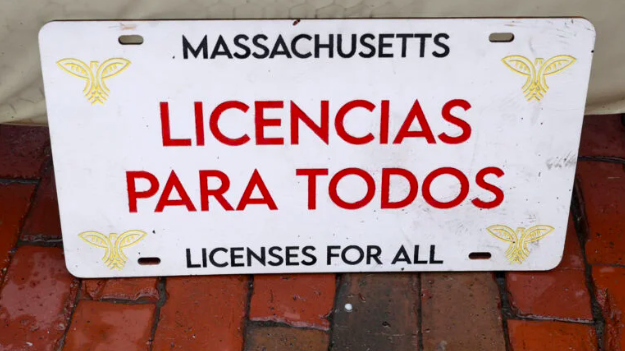 MASSACHUSETTS
LICENCIAS
PARA TODOS
LICENSES FOR ALL